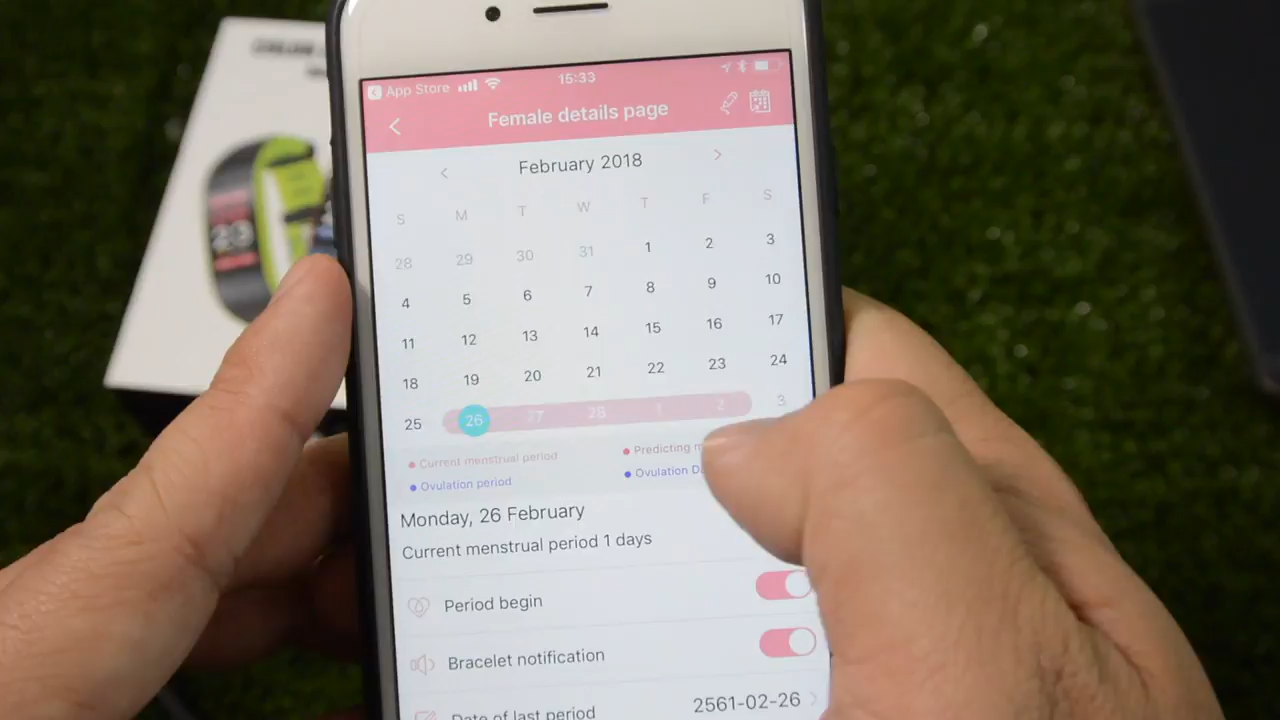 App Store 15:33
Female details page
February 2018
S M T W T F S
28 29 30 31 1 2 3
4 5 6 7 8 9 10
11 12 13 14 15 16 17
18 19 20 21 22 23 24
25 26 27 28 1 2 3
Current menstrual period Predicting
Ovulation period Ovulation
Monday, 26 February
Current menstrual period 1 days
Period begin
Bracelet notification
Date of last period 2561-02-26
23